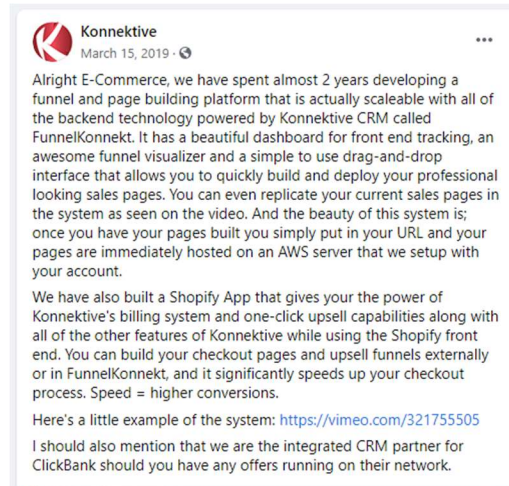 Konnektive
March 15, 2019 ·
Alright E-Commerce, we have spent almost 2 years developing a
funnel and page building platform that is actually scaleable with all of
the backend technology powered by Konnektive CRM called
FunnelKonnekt. It has a beautiful dashboard for front end tracking, an
awesome funnel visualizer and a simple to use drag-and-drop
interface that allows you to quickly build and deploy your professional
looking sales pages. You can even replicate your current sales pages in
the system as seen on the video. And the beauty of this system is;
once you have your pages built you simply put in your URL and your
pages are immediately hosted on an AWS server that we setup with
your account.
We have also built a Shopify App that gives your the power of
Konnektive's billing system and one-click upsell capabilities along with
all of the other features of Konnektive while using the Shopify front
end. You can build your checkout pages and upsell funnels externally
or in FunnelKonnekt, and it significantly speeds up your checkout
process. Speed = higher conversions.
Here's a little example of the system: https://vimeo.com/321755505
I should also mention that we are the integrated CRM partner for
ClickBank should you have any offers running on their network.